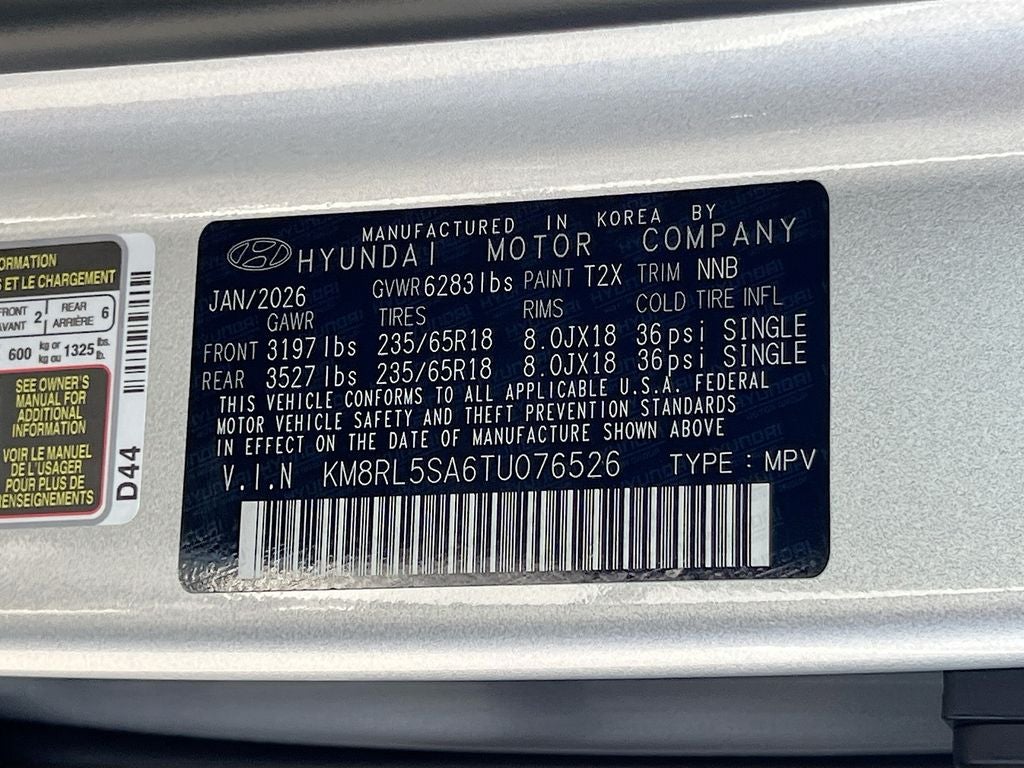 ORMATION
S ET LE CHARGEMENT
FRONT 2 REAR 6
AVANT ARRIÈRE
600 kg or 1325 lbs.
kg ou lb.
SEE OWNER'S
MANUAL FOR
ADDITIONAL
INFORMATION
VOIR LE MANUEL
DE L'USAGER
POUR PLUS DE
RENSEIGNEMENTS
D44
MANUFACTURED IN KOREA BY
HYUNDAI MOTOR COMPANY
JAN/2026 GVWR 6283 lbs PAINT T2X TRIM NNB
GAWR TIRES RIMS COLD TIRE INFL
FRONT 3197 lbs 235/65R18 8.0JX18 36psi SINGLE
REAR 3527 lbs 235/65R18 8.0JX18 36psi SINGLE
THIS VEHICLE CONFORMS TO ALL APPLICABLE U.S.A. FEDERAL
MOTOR VEHICLE SAFETY AND THEFT PREVENTION STANDARDS
IN EFFECT ON THE DATE OF MANUFACTURE SHOWN ABOVE
V.I.N KM8RL5SA6TU076526 TYPE : MPV